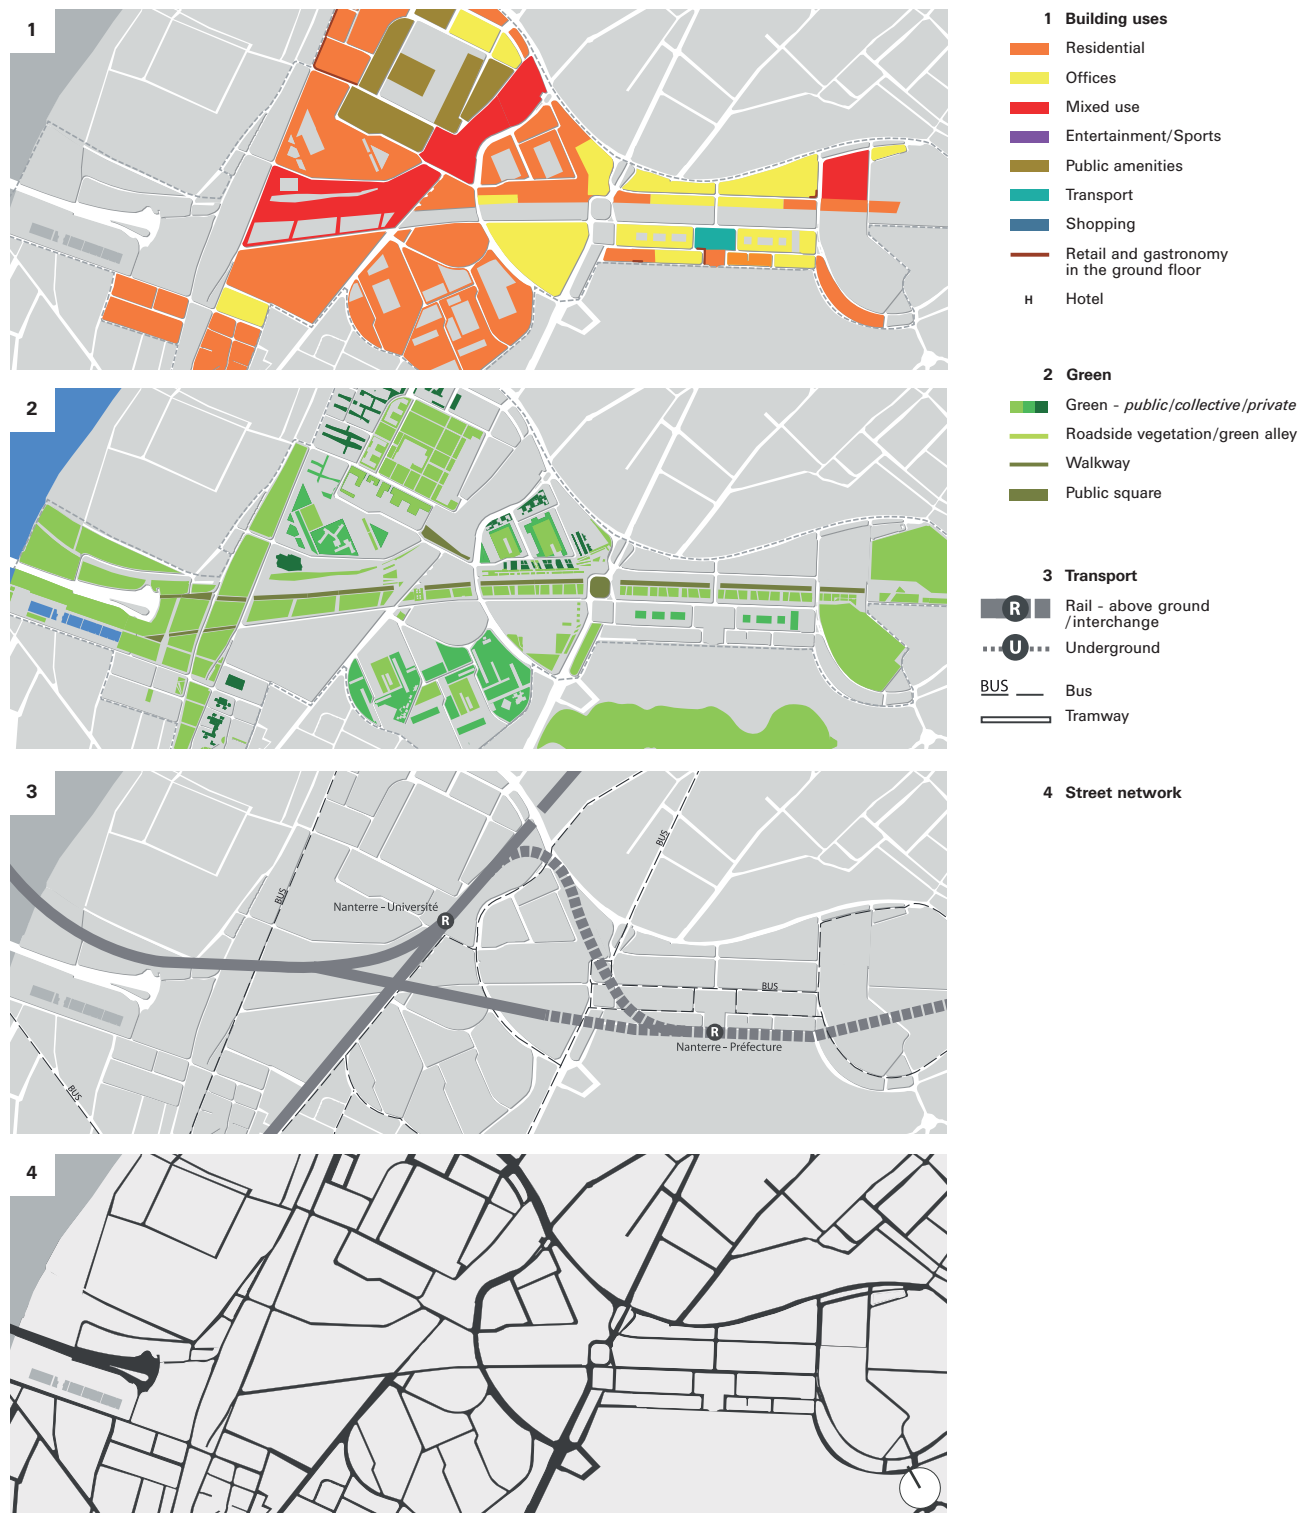 1
1 Building uses
Residential
Offices
Mixed use
Entertainment/Sports
Public amenities
Transport
Shopping
Retail and gastronomy
in the ground floor
H Hotel
2
2 Green
Green - public/collective/private
Roadside vegetation/green alley
Walkway
Public square
3
3 Transport
R Rail - above ground
/interchange
U Underground
BUS Bus
Tramway
BUS
BUS
Nanterre – Université
R
BUS
R
Nanterre – Préfecture
BUS
4 Street network
4